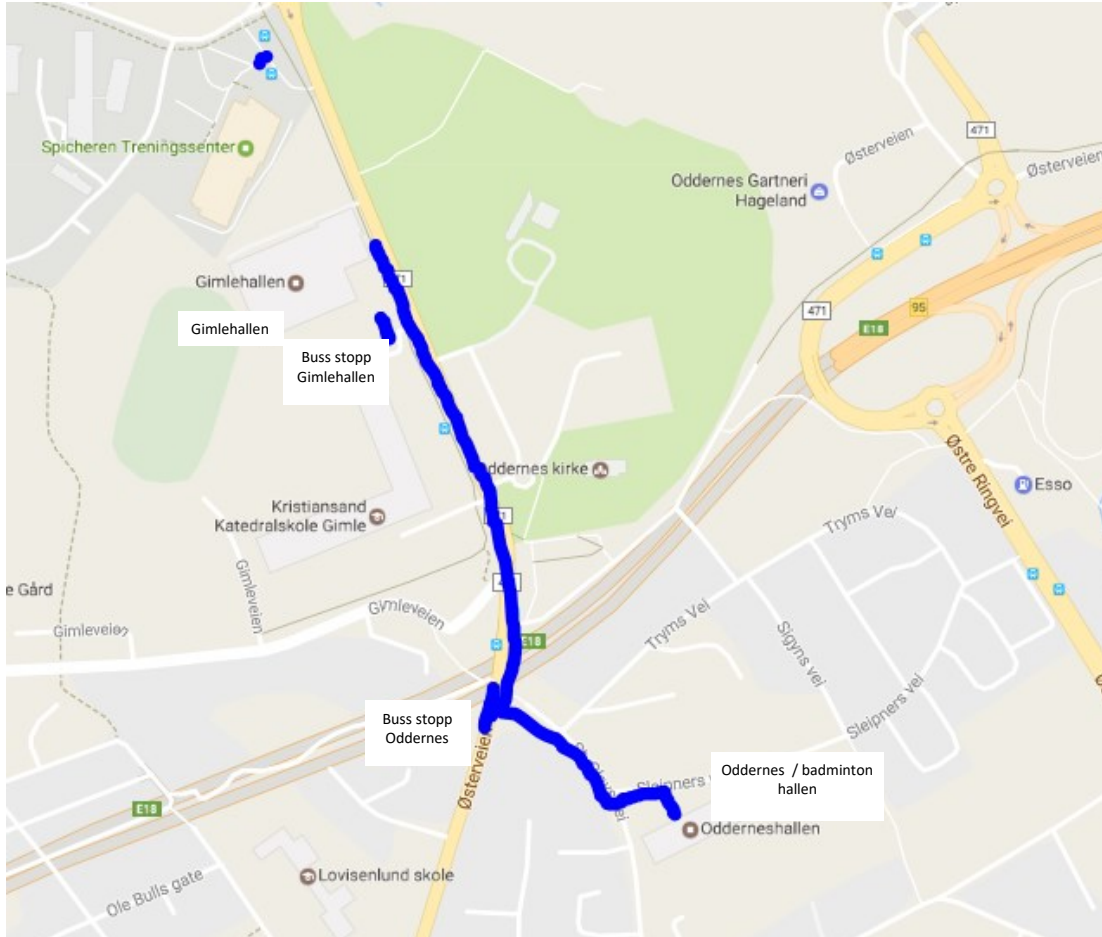 Spicheren Treningssenter
471
Østerveien
Østerveien
Oddernes Gartneri
Hageland
Gimlehallen
471
95
E18
Gimlehallen
Buss stopp
Gimlehallen
Oddernes kirke
Esso
Østre Ringvei
Kristiansand
Katedralskole Gimle
Tryms Vei
e Gård
Gimleveien
Gimleveien
Gimleveien
E18
Tryms Vei
Sigyns vei
Sleipners vei
Buss stopp
Oddernes
Østerveien
Oddernes / badminton
hallen
Sleipners
E18
Odderneshallen
Lovisenlund skole
Ole Bulls gate